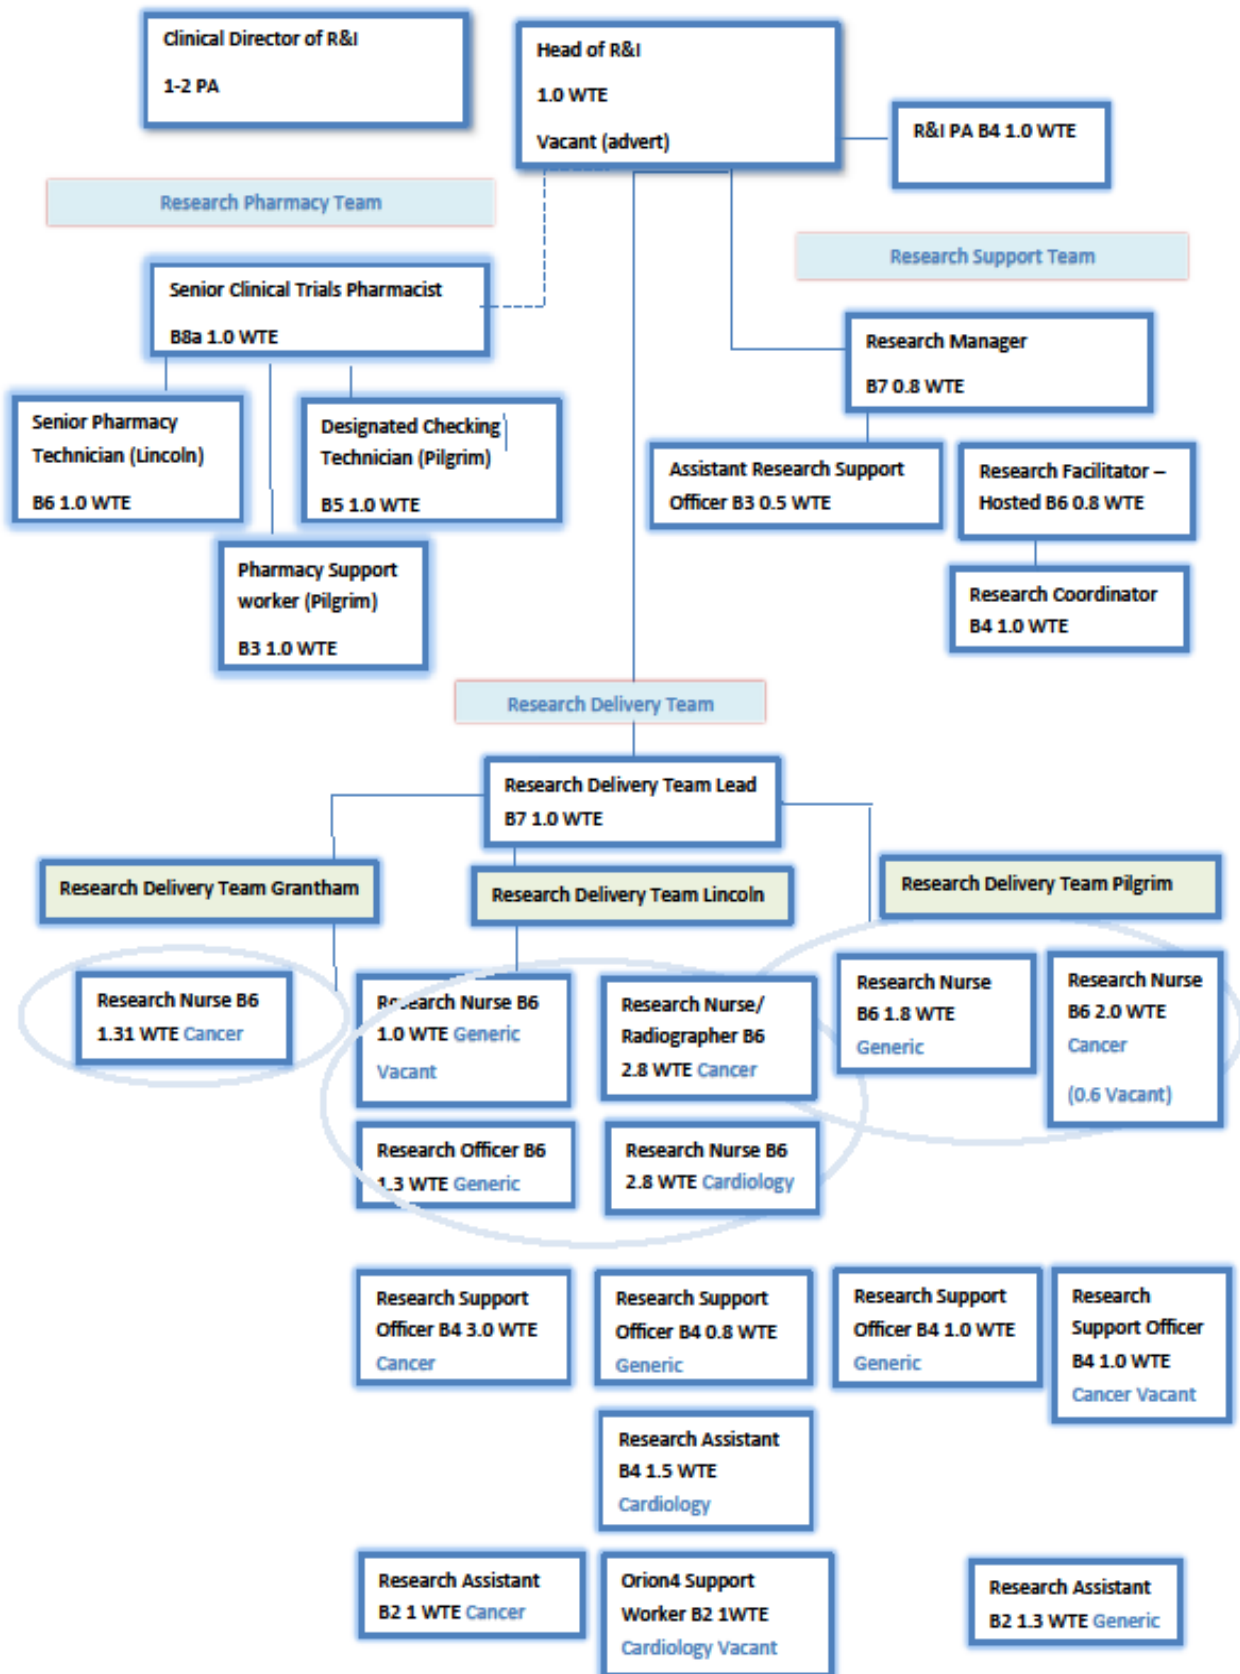 Clinical Director of R&I
1-2 PA
Head of R&I
1.0 WTE
Vacant (advert)
R&I PA B4 1.0 WTE
Research Pharmacy Team
Research Support Team
Senior Clinical Trials Pharmacist
B8a 1.0 WTE
Research Manager
B7 0.8 WTE
Senior Pharmacy
Technician (Lincoln)
B6 1.0 WTE
Designated Checking
Technician (Pilgrim)
B5 1.0 WTE
Assistant Research Support
Officer B3 0.5 WTE
Research Facilitator –
Hosted B6 0.8 WTE
Pharmacy Support
worker (Pilgrim)
B3 1.0 WTE
Research Coordinator
B4 1.0 WTE
Research Delivery Team
Research Delivery Team Lead
B7 1.0 WTE
Research Delivery Team Grantham
Research Delivery Team Lincoln
Research Delivery Team Pilgrim
Research Nurse B6
1.31 WTE Cancer
Research Nurse B6
1.0 WTE Generic
Vacant
Research Nurse/
Radiographer B6
2.8 WTE Cancer
Research Nurse
B6 1.8 WTE
Generic
Research Nurse
B6 2.0 WTE
Cancer
(0.6 Vacant)
Research Officer B6
1.3 WTE Generic
Research Nurse B6
2.8 WTE Cardiology
Research Support
Officer B4 3.0 WTE
Cancer
Research Support
Officer B4 0.8 WTE
Generic
Research Support
Officer B4 1.0 WTE
Generic
Research
Support Officer
B4 1.0 WTE
Cancer Vacant
Research Assistant
B4 1.5 WTE
Cardiology
Research Assistant
B2 1 WTE Cancer
Orion4 Support
Worker B2 1WTE
Cardiology Vacant
Research Assistant
B2 1.3 WTE Generic